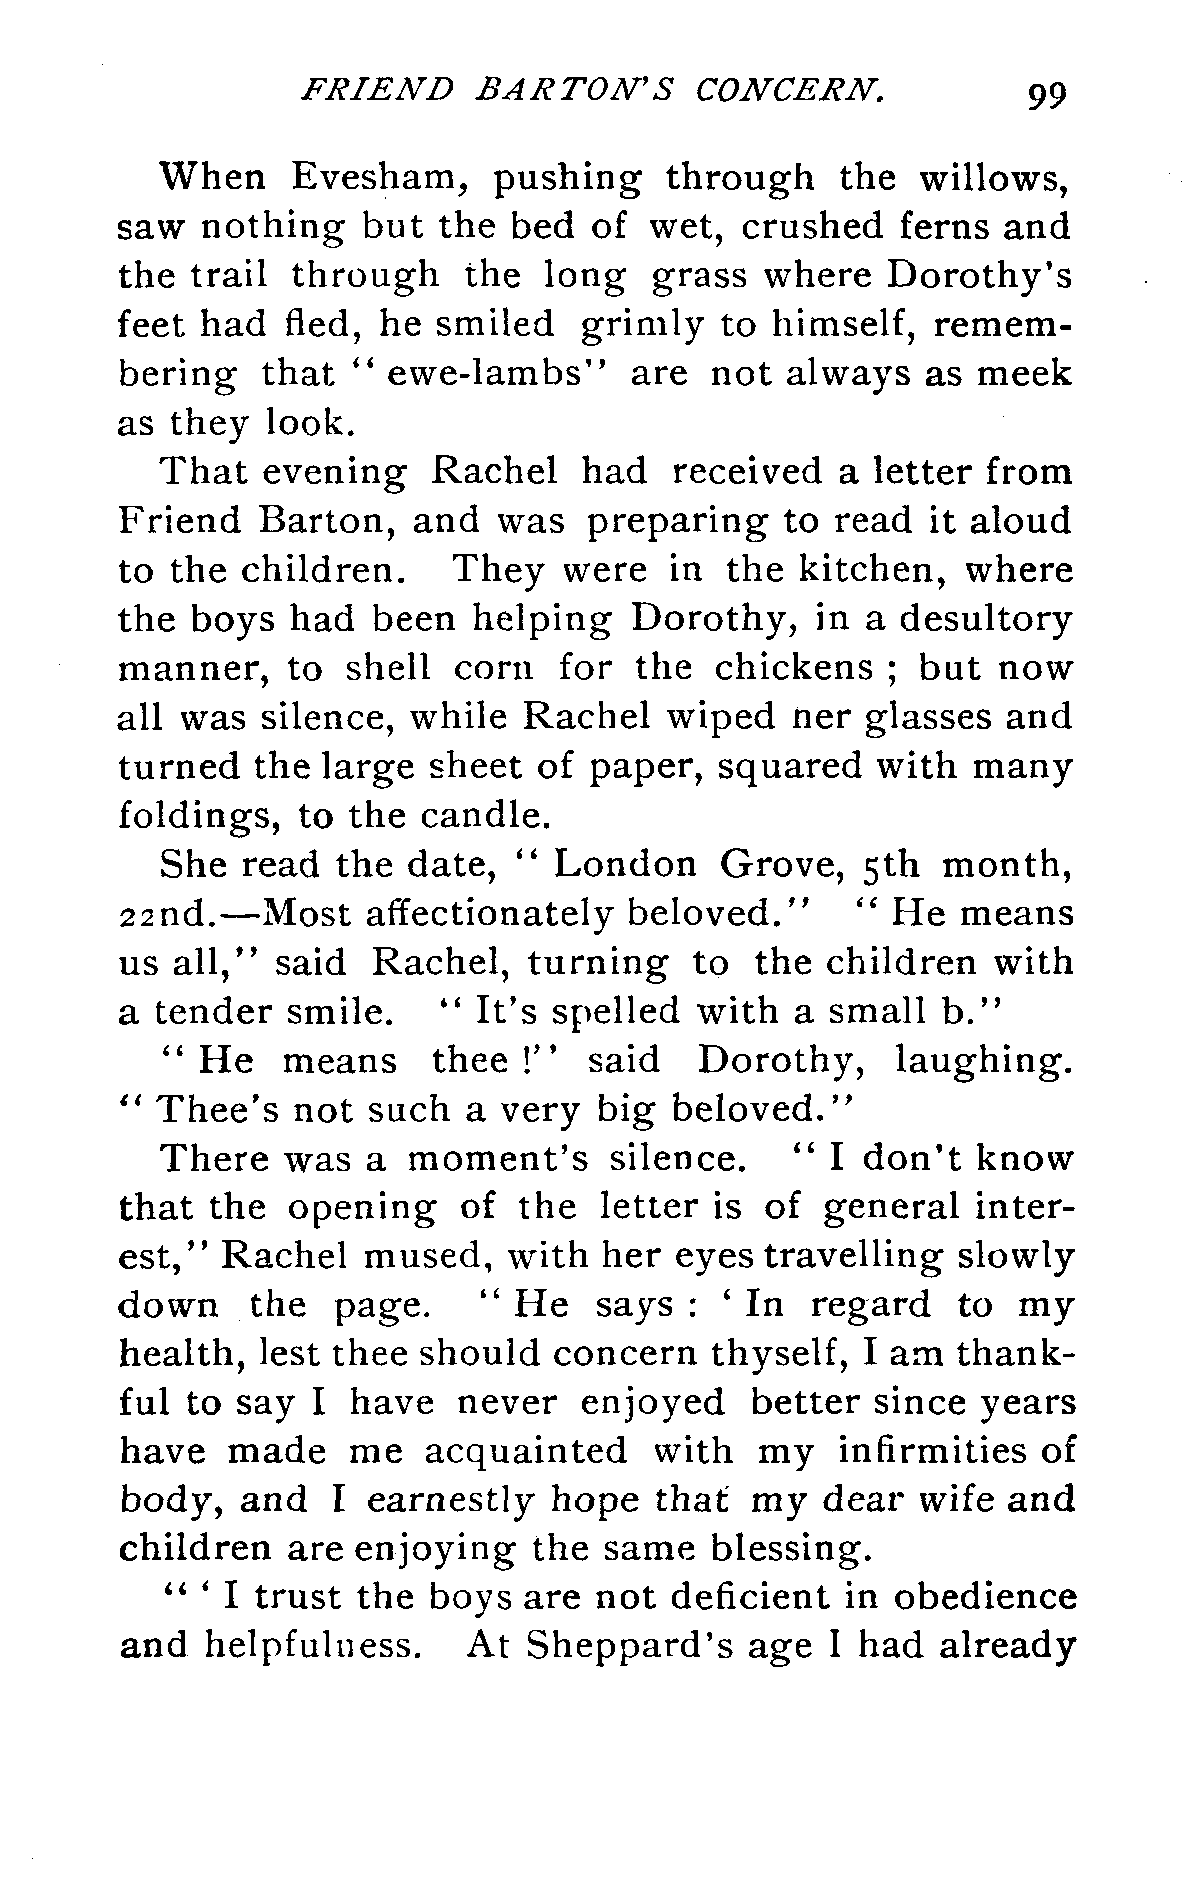 FRIEND BARTON'S CONCERN. 99
When Evesham, pushing through the willows,
saw nothing but the bed of wet, crushed ferns and
the trail through the long grass where Dorothy's
feet had fled, he smiled grimly to himself, remem-
bering that "ewe-lambs" are not always as meek
as they look.
That evening Rachel had received a letter from
Friend Barton, and was preparing to read it aloud
to the children. They were in the kitchen, where
the boys had been helping Dorothy, in a desultory
manner, to shell corn for the chickens ; but now
all was silence, while Rachel wiped ner glasses and
turned the large sheet of paper, squared with many
foldings, to the candle.
She read the date, "London Grove, 5th month,
22nd.—Most affectionately beloved." "He means
us all," said Rachel, turning to the children with
a tender smile. "It's spelled with a small b."
"He means thee !" said Dorothy, laughing.
"Thee's not such a very big beloved."
There was a moment's silence. "I don't know
that the opening of the letter is of general inter-
est," Rachel mused, with her eyes travelling slowly
down the page. "He says : 'In regard to my
health, lest thee should concern thyself, I am thank-
ful to say I have never enjoyed better since years
have made me acquainted with my infirmities of
body, and I earnestly hope that my dear wife and
children are enjoying the same blessing.
"'I trust the boys are not deficient in obedience
and helpfulness. At Sheppard's age I had already